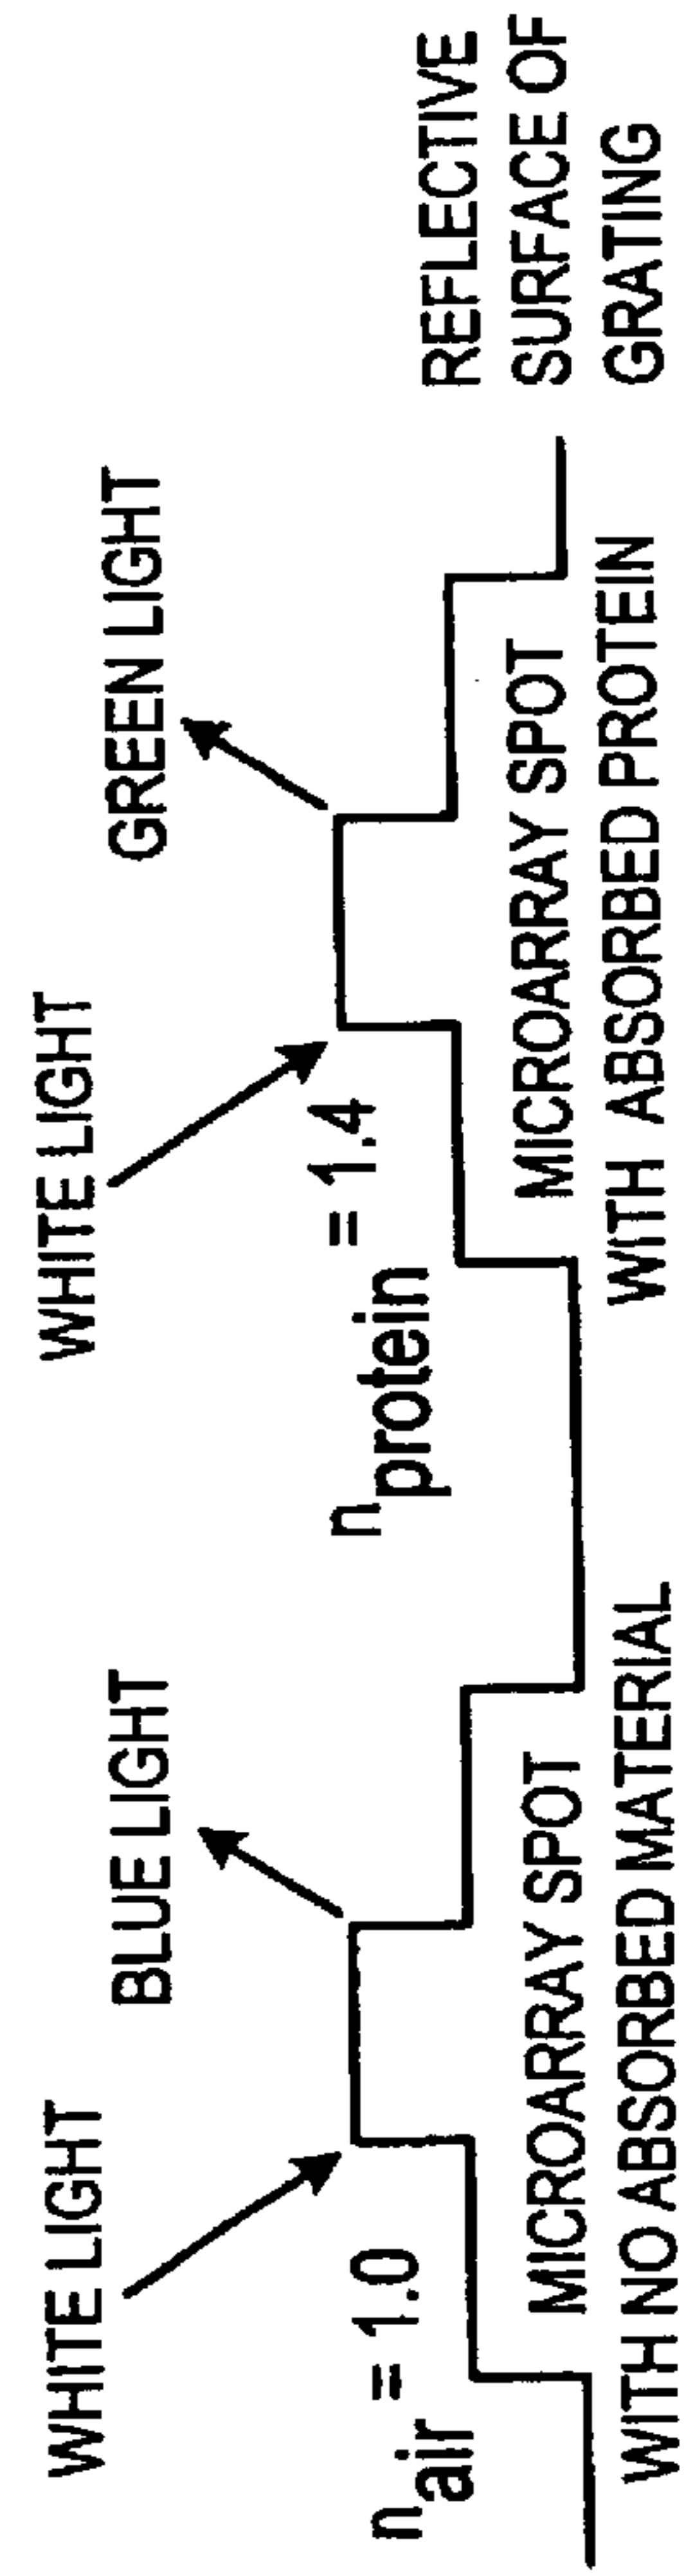 WHITE LIGHT
BLUE LIGHT
n_air = 1.0
MICROARRAY SPOT
WITH NO ABSORBED MATERIAL
WHITE LIGHT
GREEN LIGHT
n_protein = 1.4
MICROARRAY SPOT
WITH ABSORBED PROTEIN
REFLECTIVE
SURFACE OF
GRATING